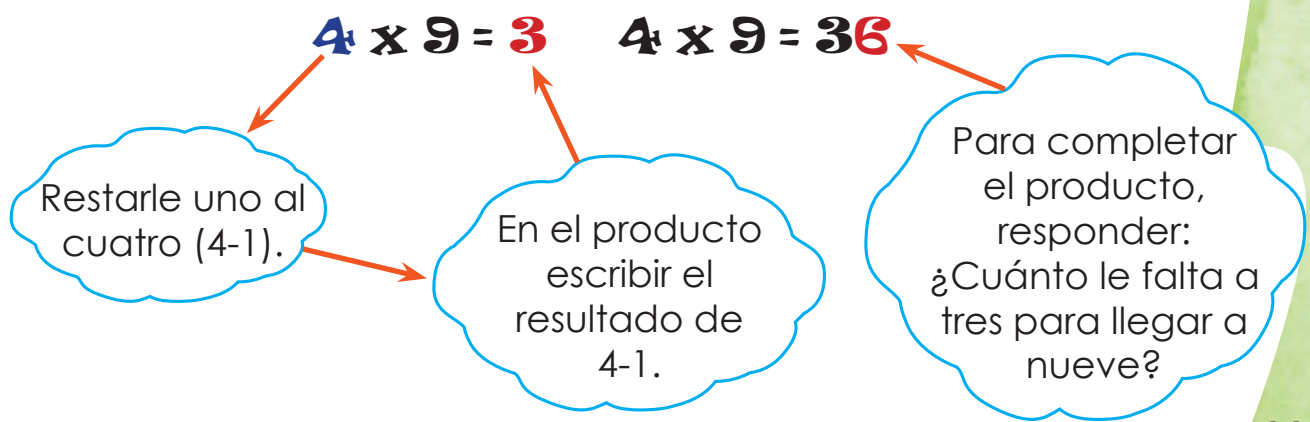 4 x 9 = 3
4 x 9 = 36
Restarle uno al
cuatro (4-1).
En el producto
escribir el
resultado de
4-1.
Para completar
el producto,
responder:
¿Cuánto le falta a
tres para llegar a
nueve?